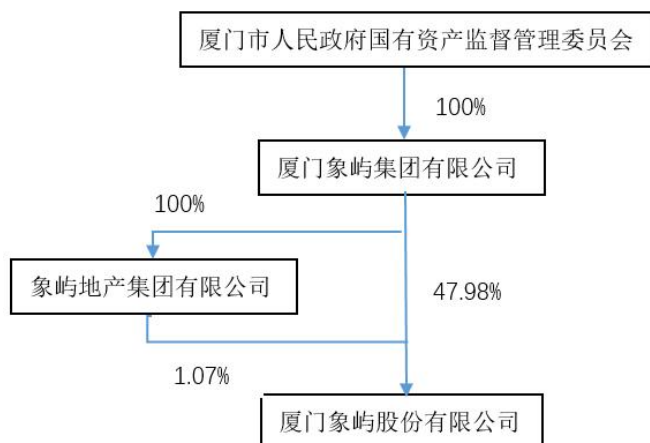 厦门市人民政府国有资产监督管理委员会
100%
厦门象屿集团有限公司
100%
象屿地产集团有限公司
47.98%
1.07%
厦门象屿股份有限公司